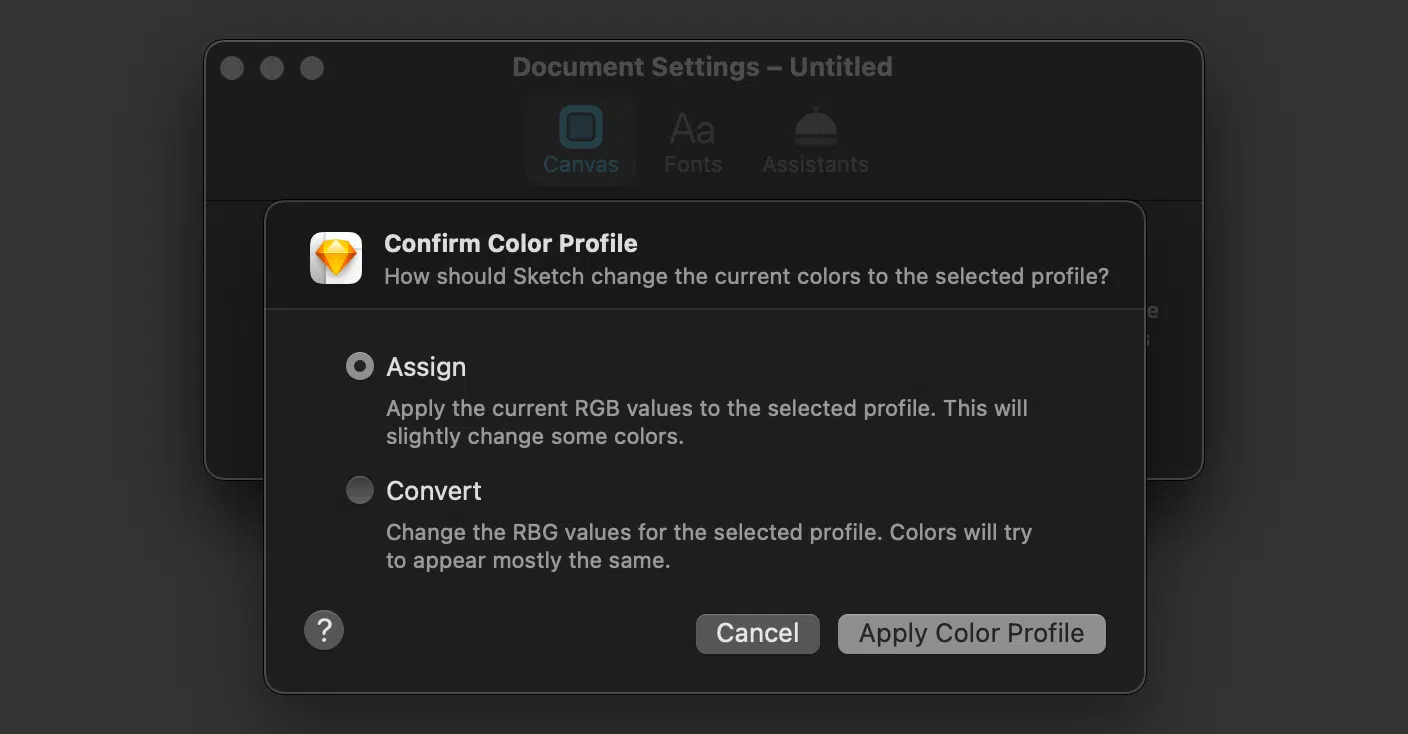 Document Settings – Untitled
Aa
Canvas
Fonts
Assistants
Confirm Color Profile
How should Sketch change the current colors to the selected profile?
Assign
Apply the current RGB values to the selected profile. This will
slightly change some colors.
Convert
Change the RBG values for the selected profile. Colors will try
to appear mostly the same.
?
Cancel
Apply Color Profile